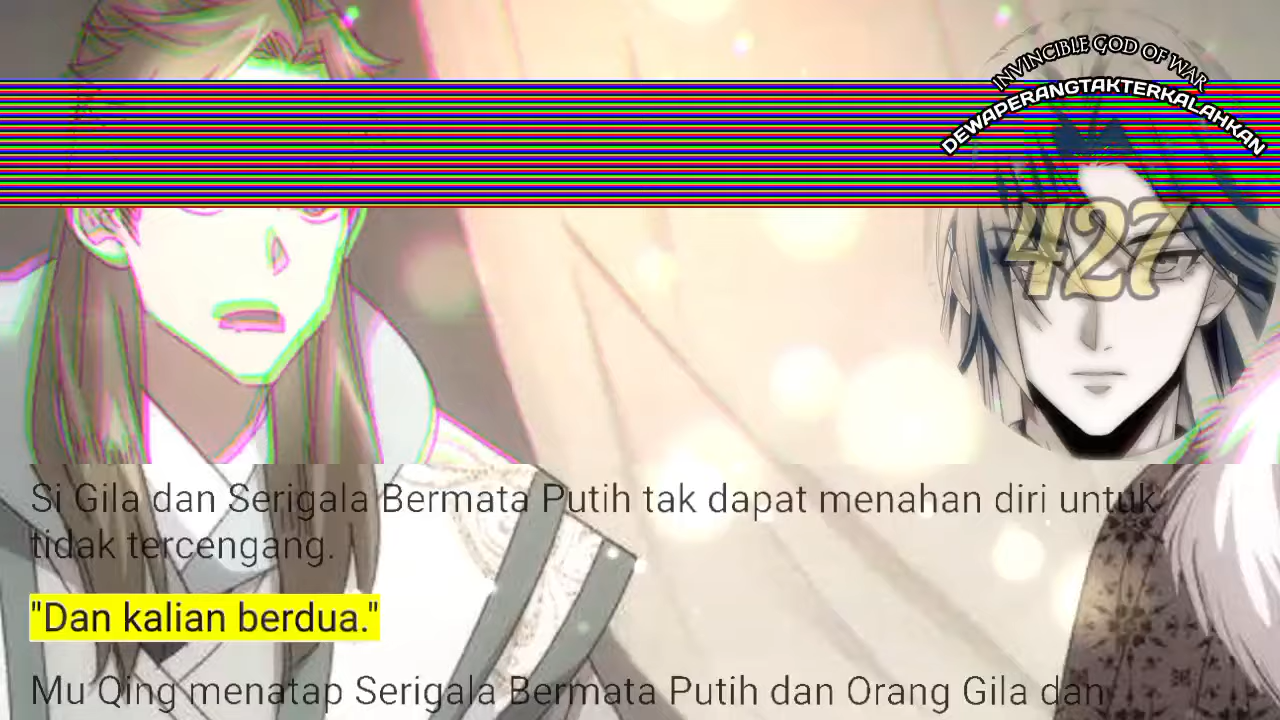 INVINCIBLE GOD OF WAR
DEWAPERANGTAKTERKALAHKAN
427
Si Gila dan Serigala Bermata Putih tak dapat menahan diri untuk
tidak tercengang.
"Dan kalian berdua."
Mu Qing menatap Serigala Bermata Putih dan Orang Gila dan